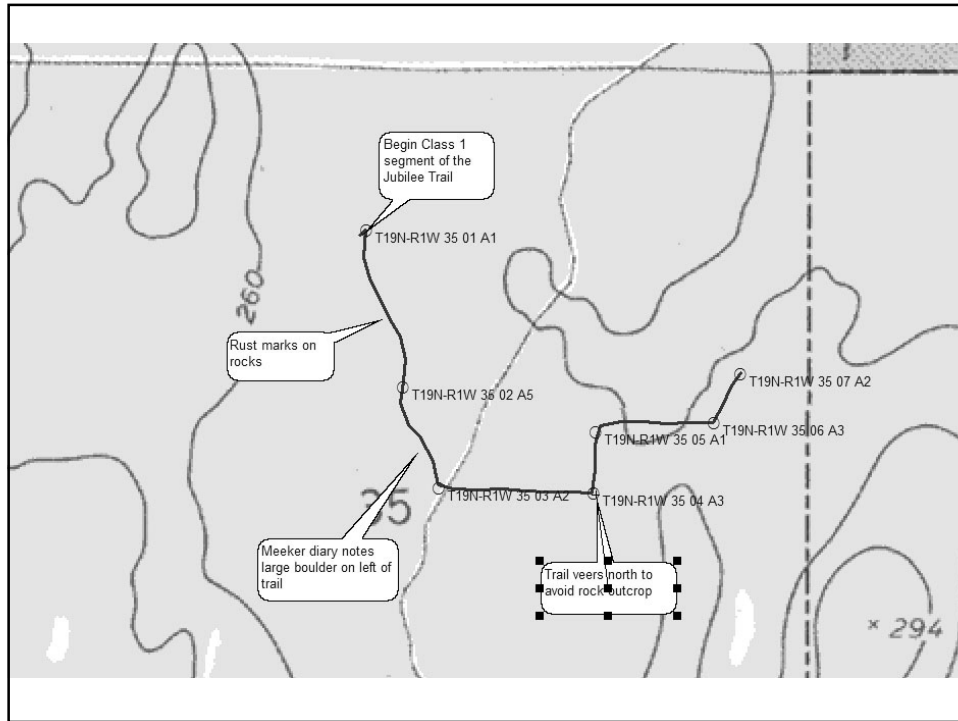 Begin Class 1
segment of the
Jubilee Trail
T19N-R1W 35 01 A1
260
Rust marks on
rocks
T19N-R1W 35 07 A2
T19N-R1W 35 02 A5
T19N-R1W 35 06 A3
T19N-R1W 35 05 A1
T19N-R1W 35 03 A2
T19N-R1W 35 04 A3
35
Meeker diary notes
large boulder on left of
trail
Trail veers north to
avoid rock outcrop
× 294